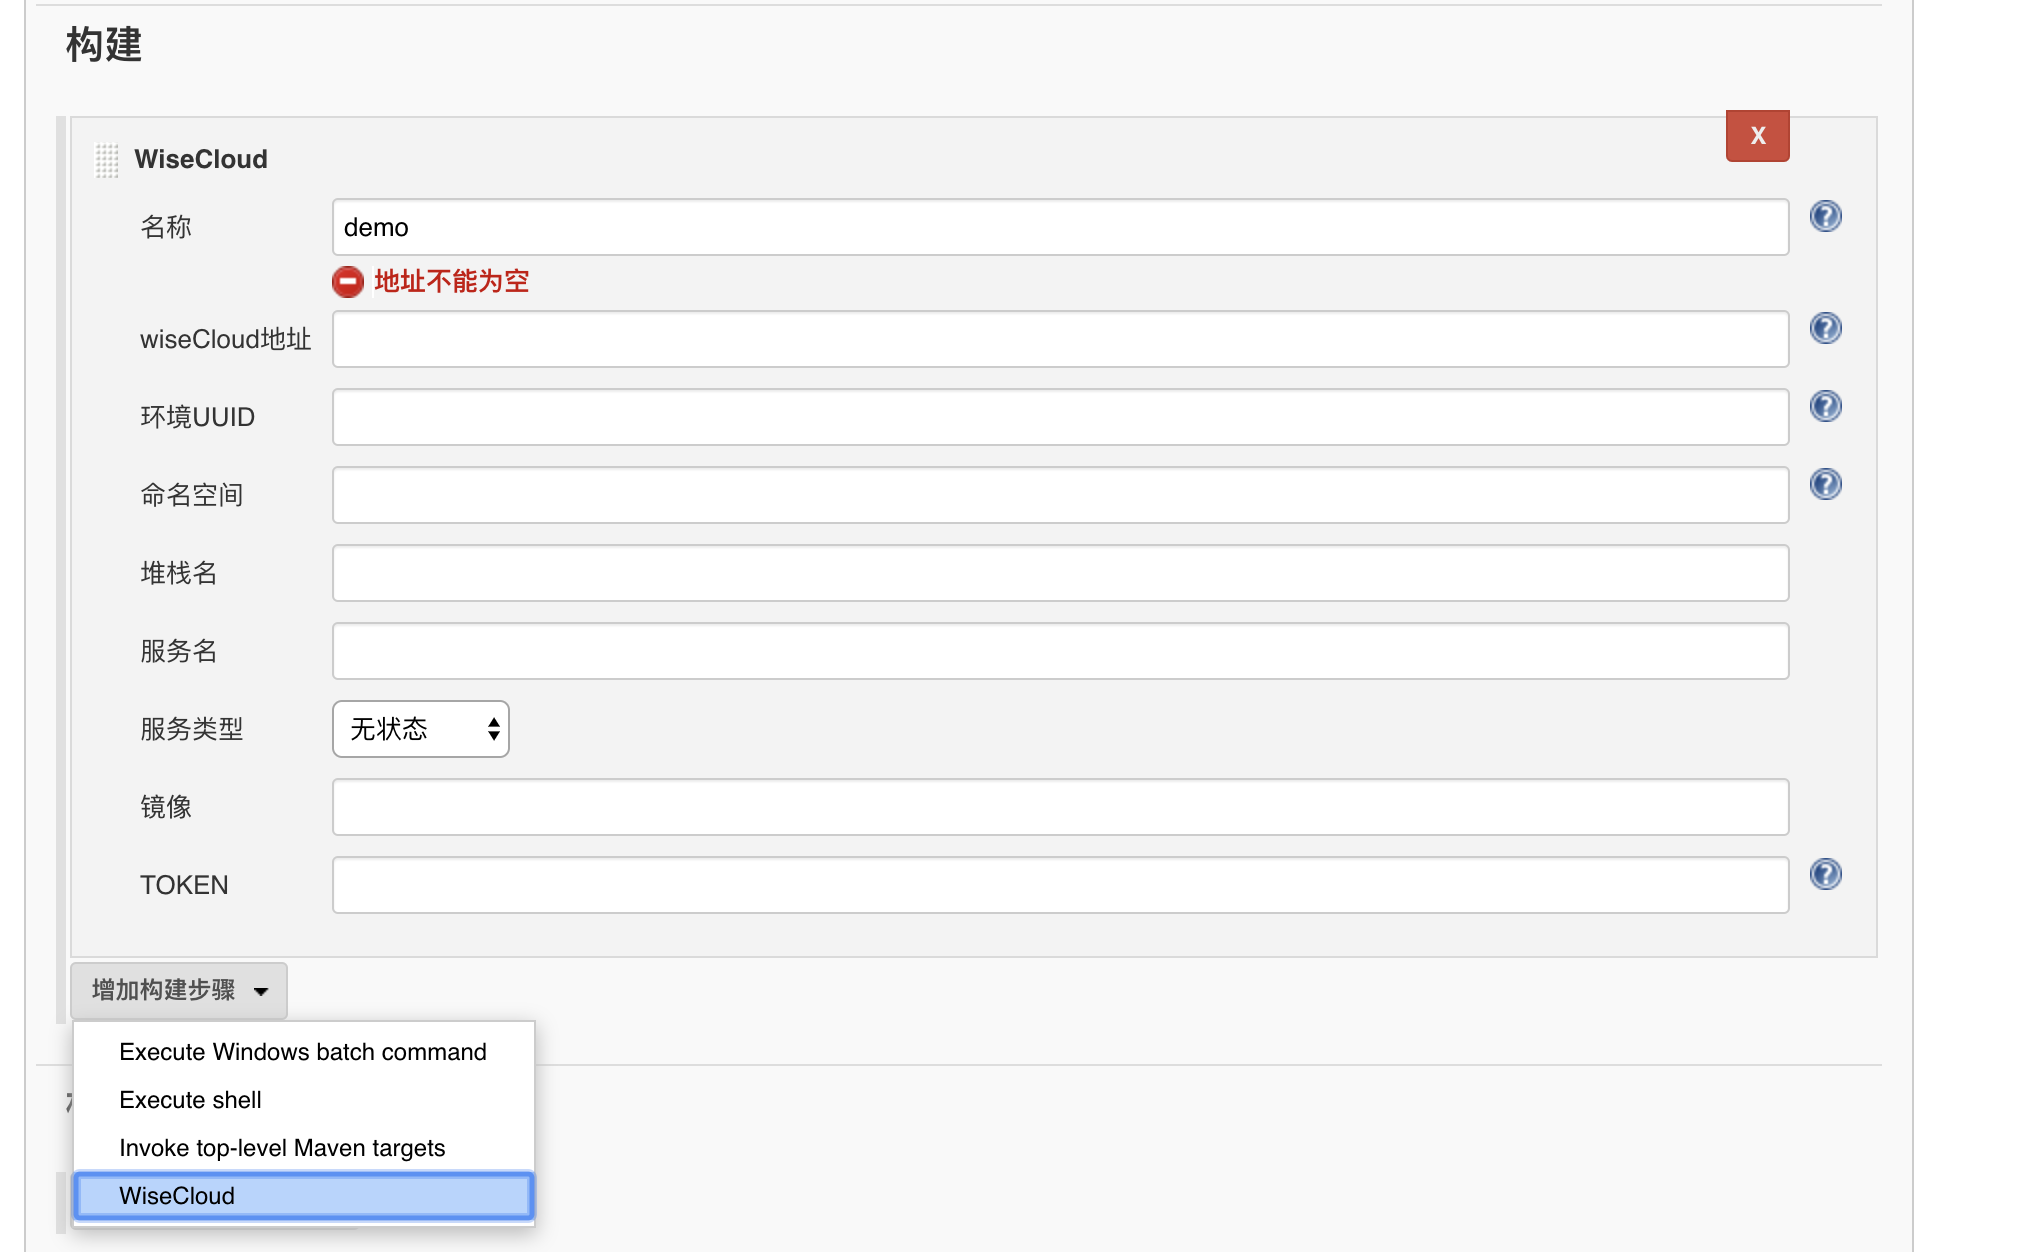 构建
WiseCloud
X
名称
demo
地址不能为空
wiseCloud地址
环境UUID
命名空间
堆栈名
服务名
服务类型
无状态
镜像
TOKEN
增加构建步骤
Execute Windows batch command
Execute shell
Invoke top-level Maven targets
WiseCloud